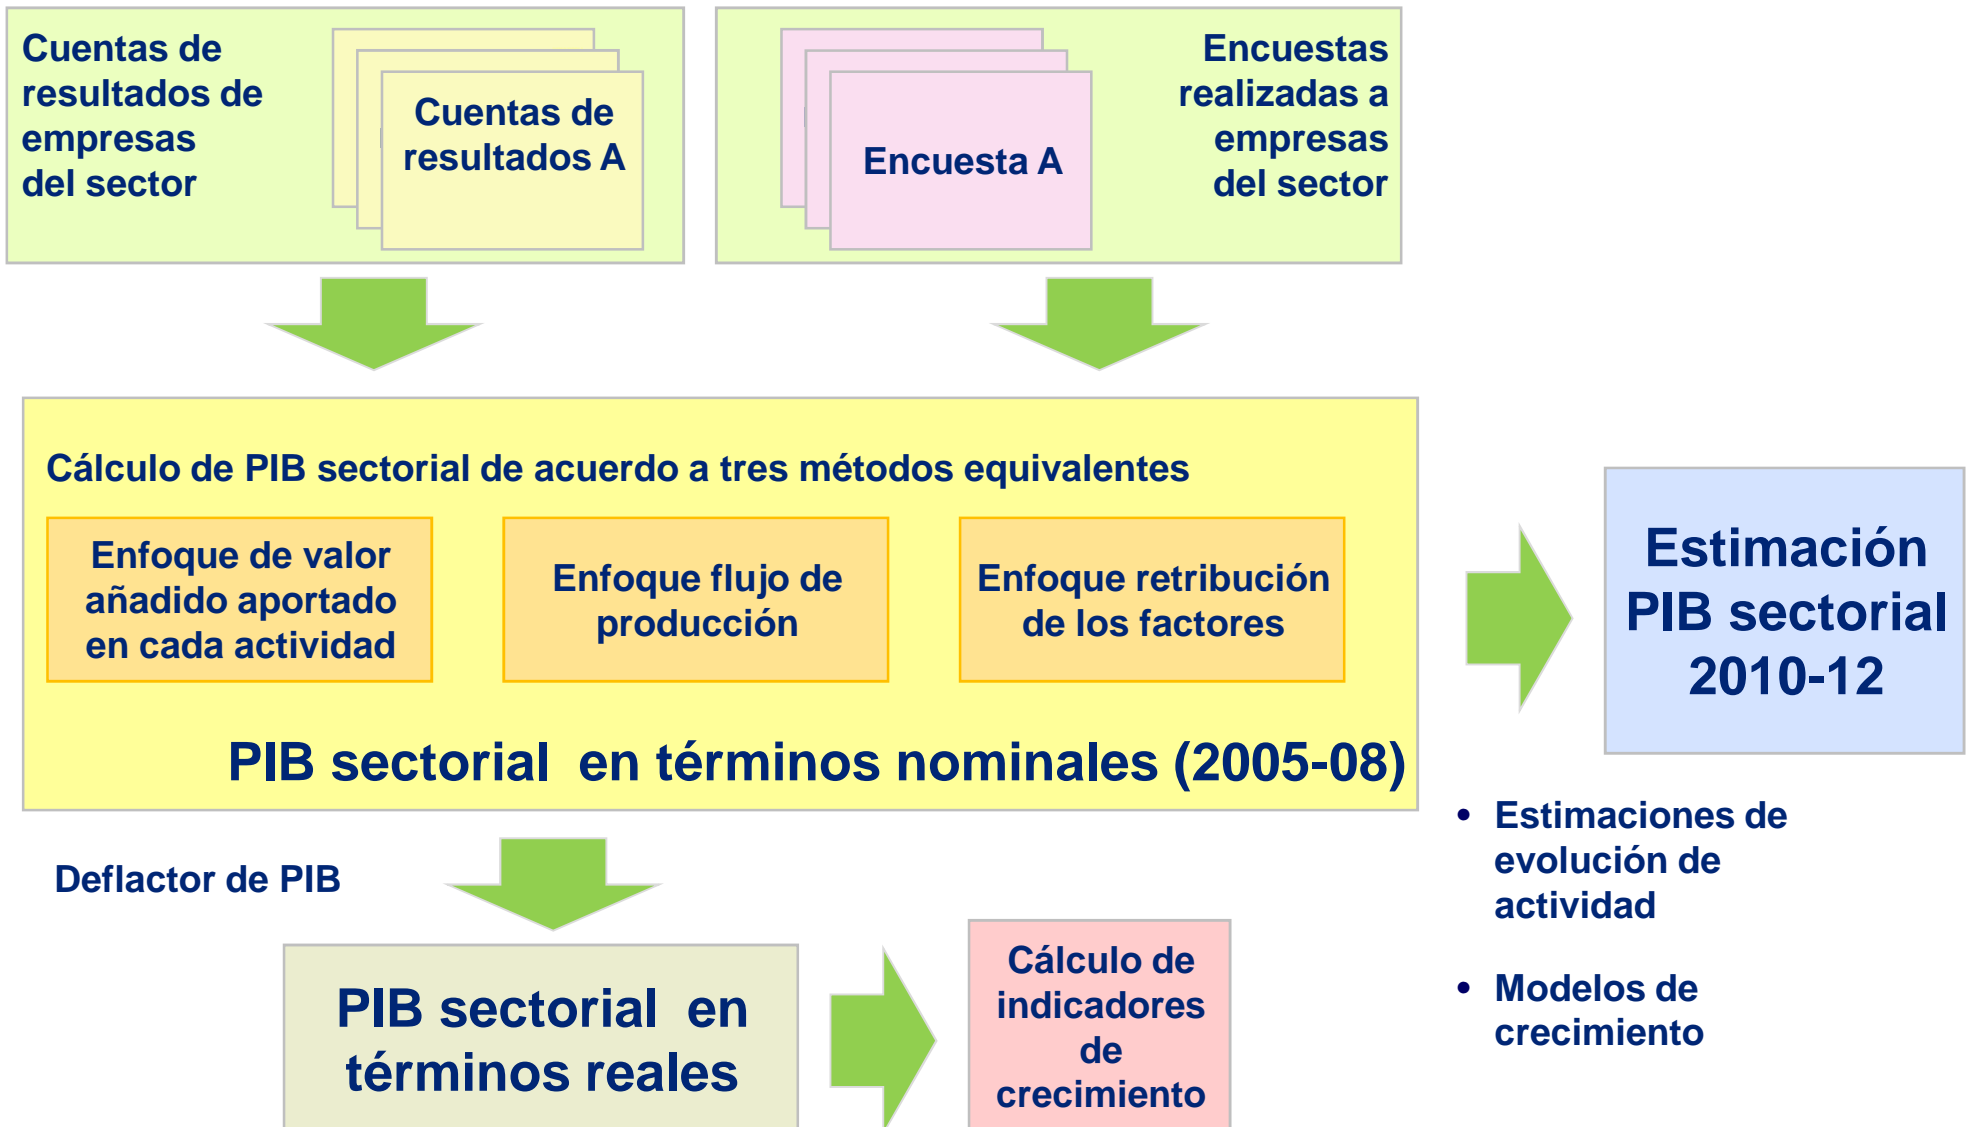 Cuentas de
resultados de
empresas
del sector
Cuentas de
resultados A
Encuesta A
Encuestas
realizadas a
empresas
del sector
Cálculo de PIB sectorial de acuerdo a tres métodos equivalentes
Enfoque de valor
añadido aportado
en cada actividad
Enfoque flujo de
producción
Enfoque retribución
de los factores
PIB sectorial en términos nominales (2005-08)
Estimación
PIB sectorial
2010-12
• Estimaciones de
evolución de
actividad
• Modelos de
crecimiento
Deflactor de PIB
PIB sectorial en
términos reales
Cálculo de
indicadores
de
crecimiento